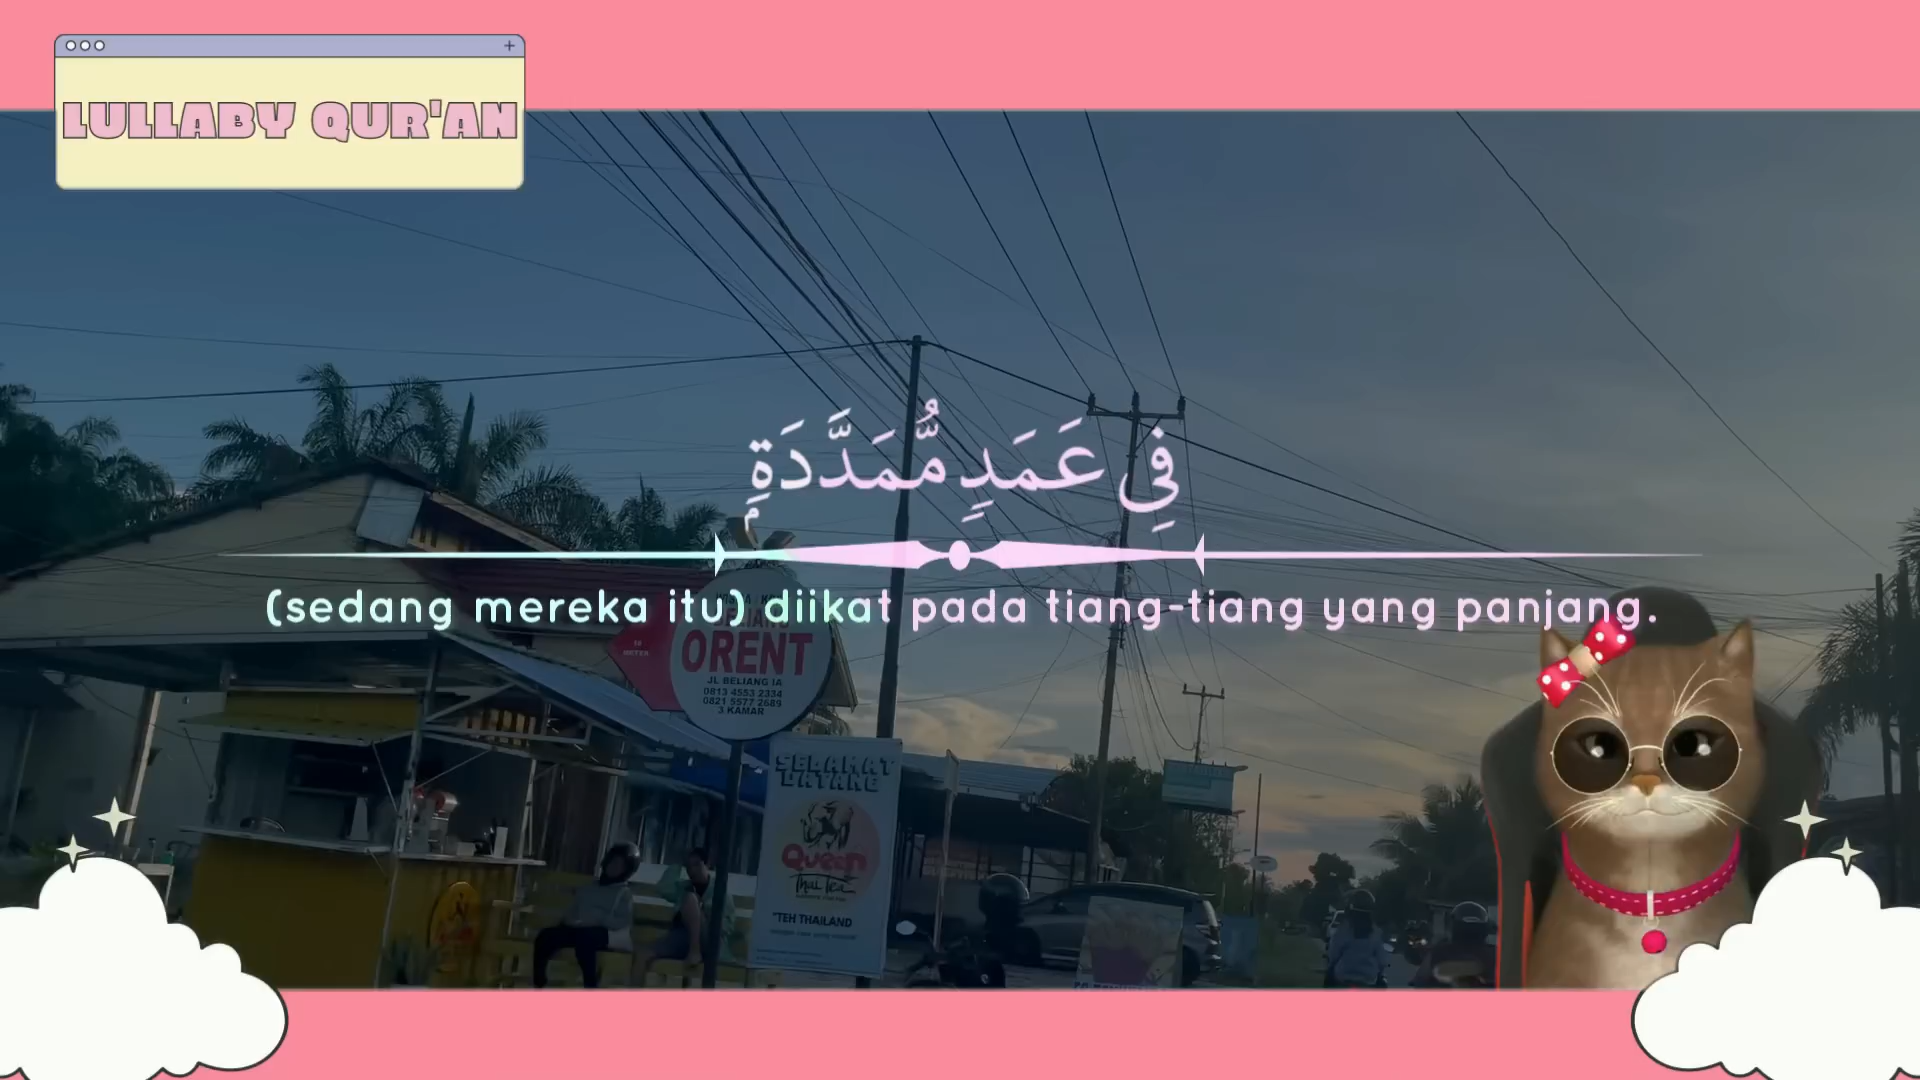 LULLABY QUR'AN
فِي عَمَدٍ مُّمَدَّدَةٍ
(sedang mereka itu) diikat pada tiang-tiang yang panjang.
ORENT
JL BELIANG IA
0813 4553 2334
0821 5577 2689
3 KAMAR
SELAMAT
DATANG
Queen
Thai Tea
"TEH THAILAND